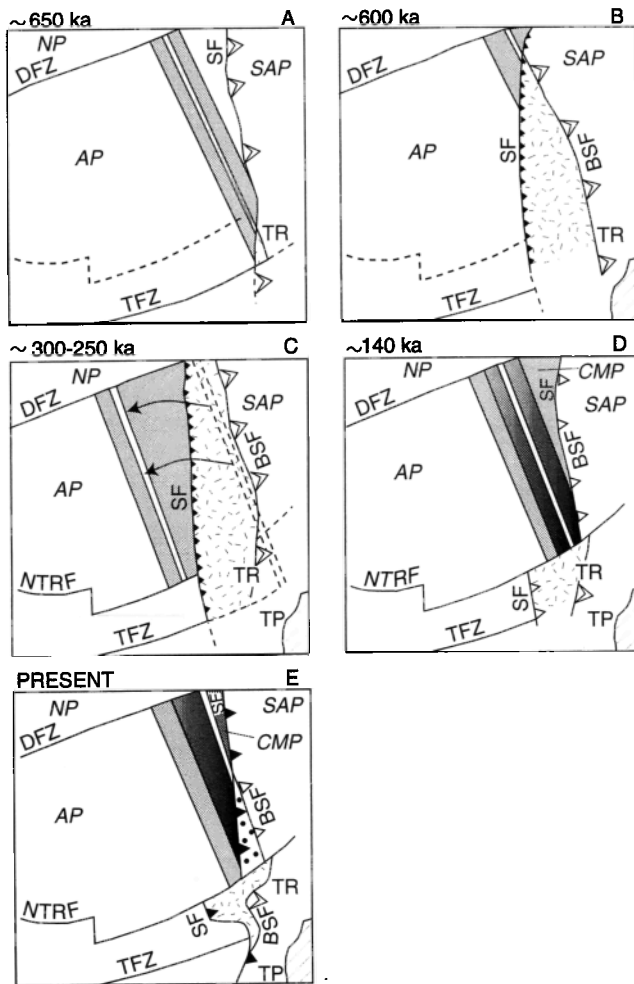 ~650 ka A
NP
DFZ
SF
SAP
AP
TR
TFZ
~600 ka B
NP
DFZ
SAP
AP
SF
BSF
TR
TFZ
~300-250 ka C
NP
DFZ
SAP
BSF
AP
SF
NTRF
TR
TFZ
TP
~140 ka D
NP
SF
CMP
DFZ
SAP
BSF
AP
NTRF
SF
TR
TFZ
TP
PRESENT E
NP
SF
SAP
DFZ
CMP
AP
BSF
TR
NTRF
SF
BSF
TFZ
TP